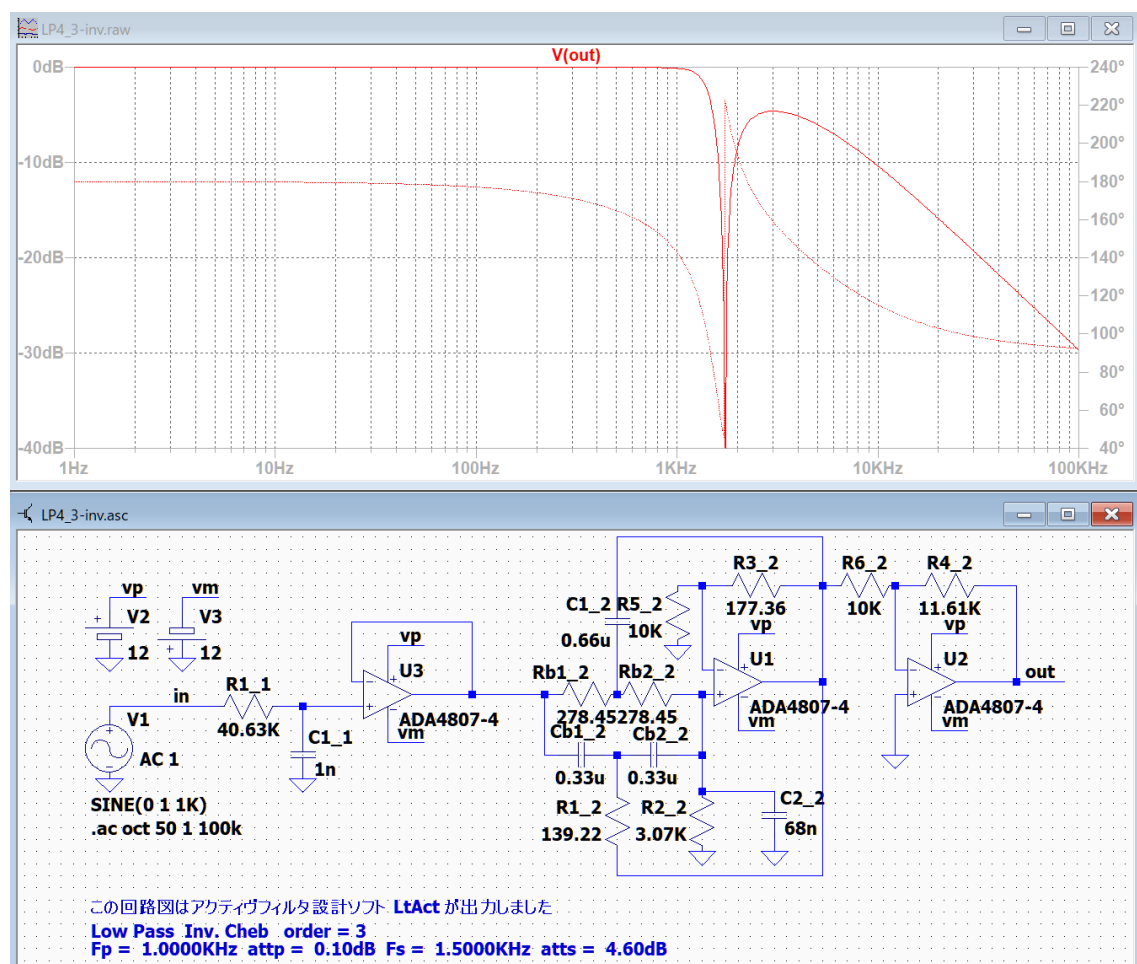 LP4_3-inv.raw
V(out)
0dB
240°
220°
200°
-10dB
180°
160°
-20dB
140°
120°
-30dB
100°
80°
60°
-40dB
40°
1Hz
10Hz
100Hz
1KHz
10KHz
100KHz
LP4_3-inv.asc
vp
vm
V2
V3
12
12
in
R1_1
40.63K
V1
AC 1
C1_1
1n
SINE(0 1 1K)
.ac oct 50 1 100k
vp
U3
ADA4807-4
vm
C1_2
0.66u
R5_2
10K
R3_2
177.36
Rb1_2
278.45
Rb2_2
278.45
Cb1_2
0.33u
Cb2_2
0.33u
R1_2
139.22
R2_2
3.07K
C2_2
68n
vp
U1
ADA4807-4
vm
R6_2
10K
R4_2
11.61K
vp
U2
ADA4807-4
vm
out
この回路図はアクティヴフィルタ設計ソフト LtAct が出力しました
Low Pass Inv. Cheb order = 3
Fp = 1.0000KHz attp = 0.10dB Fs = 1.5000KHz atts = 4.60dB